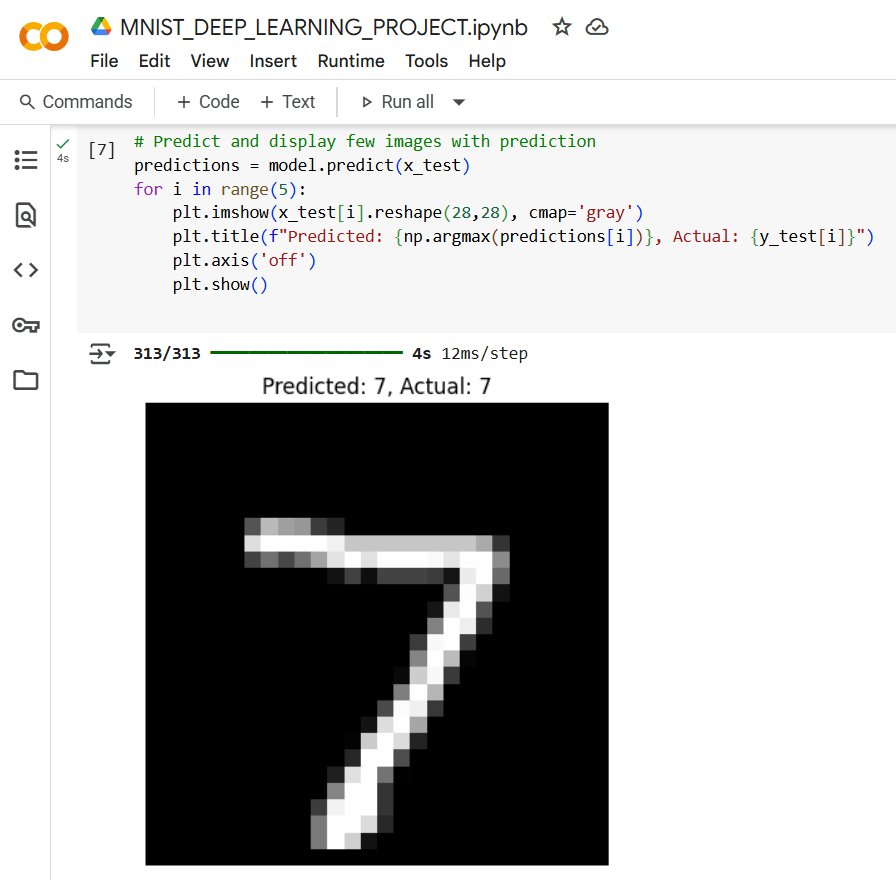 MNIST_DEEP_LEARNING_PROJECT.ipynb
File Edit View Insert Runtime Tools Help
Commands + Code + Text Run all
[7]
4s
# Predict and display few images with prediction
predictions = model.predict(x_test)
for i in range(5):
    plt.imshow(x_test[i].reshape(28,28), cmap='gray')
    plt.title(f"Predicted: {np.argmax(predictions[i])}, Actual: {y_test[i]}")
    plt.axis('off')
    plt.show()
313/313 ━━━━━━━━━━━━━━━━━━━━ 4s 12ms/step
Predicted: 7, Actual: 7
7